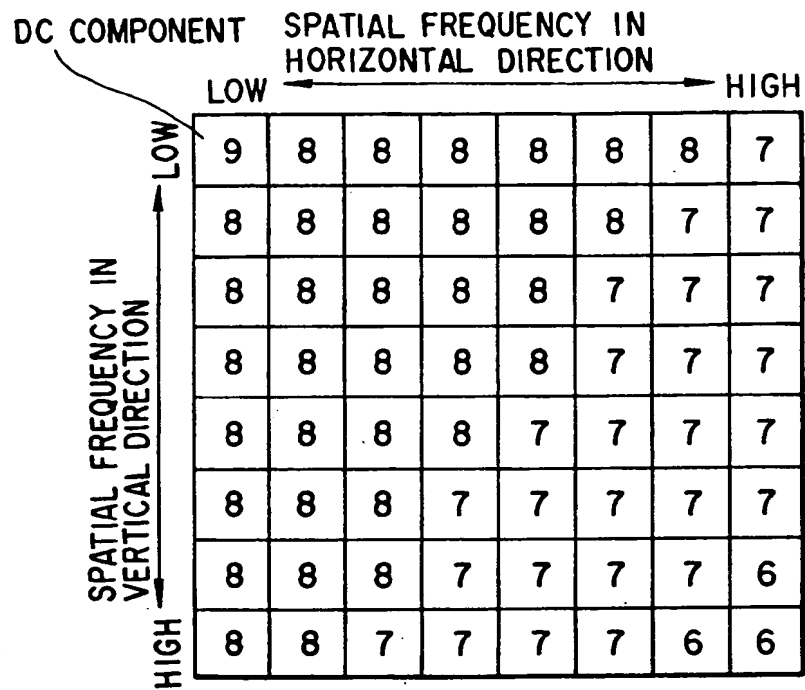 DC COMPONENT
SPATIAL FREQUENCY IN
HORIZONTAL DIRECTION
LOW HIGH
LOW
SPATIAL FREQUENCY IN
VERTICAL DIRECTION
HIGH
9 8 8 8 8 8 8 7
8 8 8 8 8 8 7 7
8 8 8 8 8 7 7 7
8 8 8 8 8 7 7 7
8 8 8 8 7 7 7 7
8 8 8 7 7 7 7 7
8 8 8 7 7 7 7 6
8 8 7 7 7 7 6 6